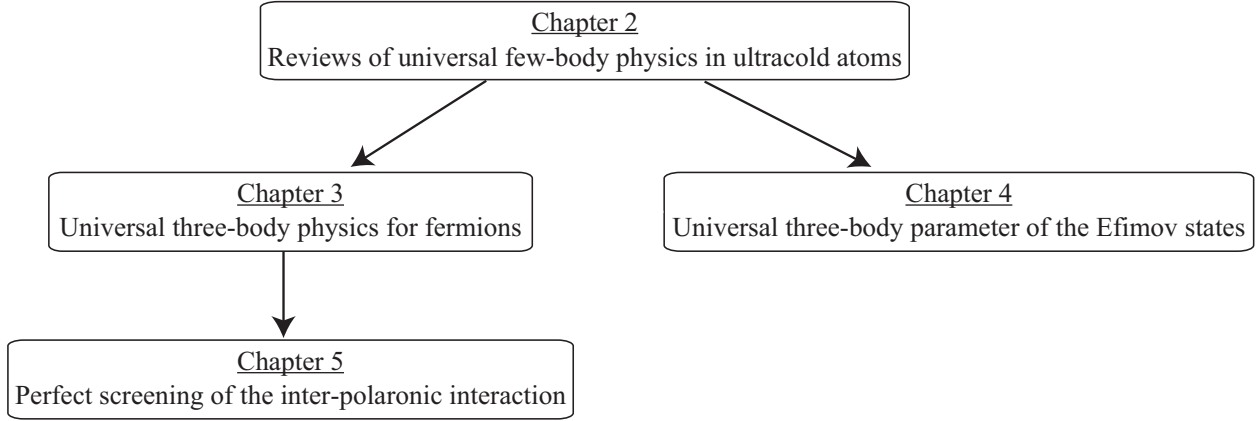 Chapter 2
Reviews of universal few-body physics in ultracold atoms
Chapter 3
Universal three-body physics for fermions
Chapter 4
Universal three-body parameter of the Efimov states
Chapter 5
Perfect screening of the inter-polaronic interaction